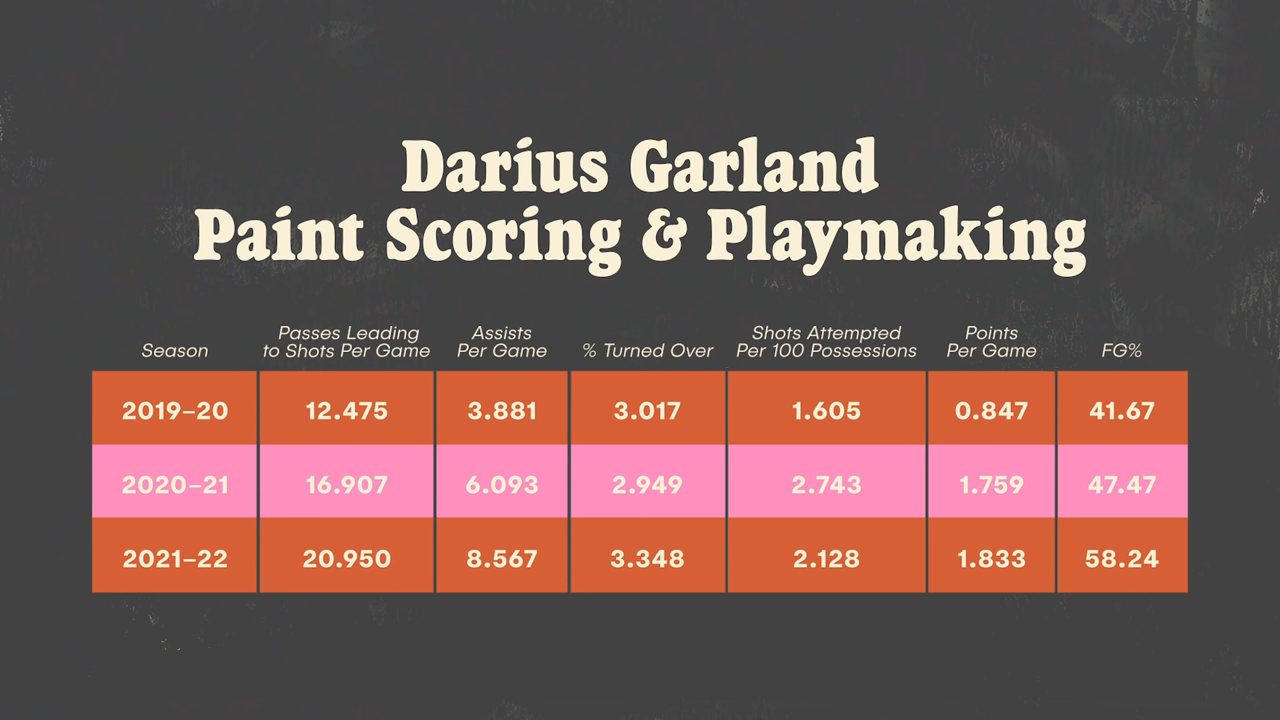 Darius Garland
Paint Scoring & Playmaking
Season
Passes Leading
to Shots Per Game
Assists
Per Game
% Turned Over
Shots Attempted
Per 100 Possessions
Points
Per Game
FG%
2019–20 12.475 3.881 3.017 1.605 0.847 41.67
2020–21 16.907 6.093 2.949 2.743 1.759 47.47
2021–22 20.950 8.567 3.348 2.128 1.833 58.24